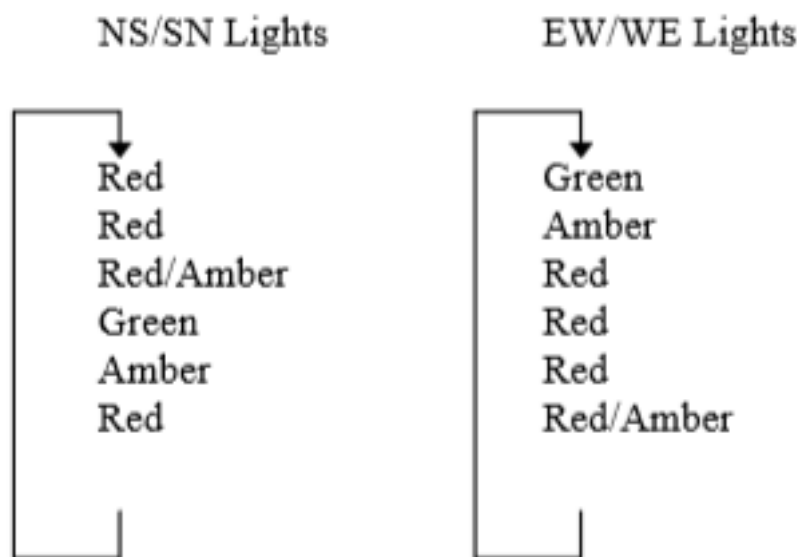 NS/SN Lights
Red
Red
Red/Amber
Green
Amber
Red
EW/WE Lights
Green
Amber
Red
Red
Red
Red/Amber